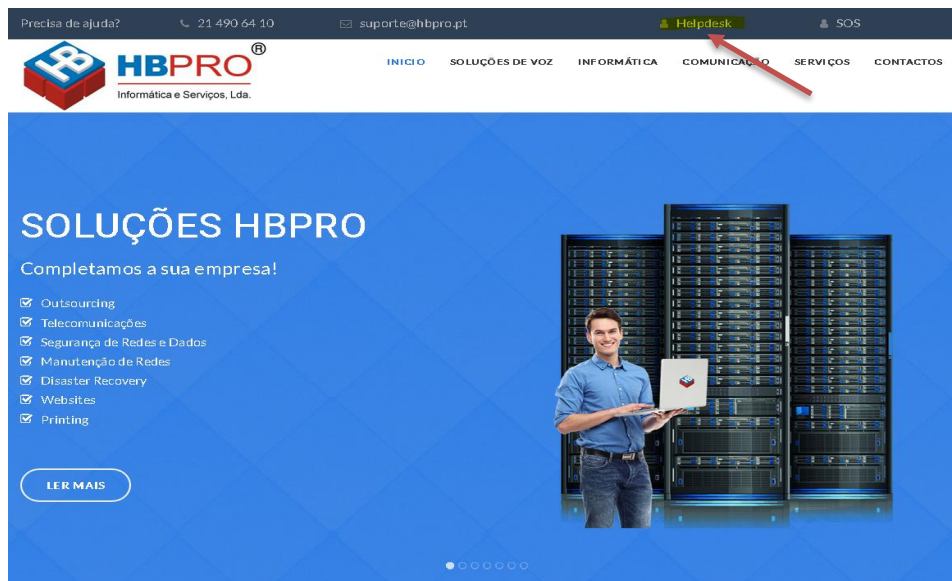 Precisa de ajuda? 21 490 64 10 suporte@hbpro.pt Helpdesk SOS
HBPRO®
Informática e Serviços, Lda.
INICIO SOLUÇÕES DE VOZ INFORMÁTICA COMUNICAÇÃO SERVIÇOS CONTACTOS
SOLUÇÕES HBPRO
Completamos a sua empresa!
Outsourcing
Telecomunicações
Segurança de Redes e Dados
Manutenção de Redes
Disaster Recovery
Websites
Printing
LER MAIS